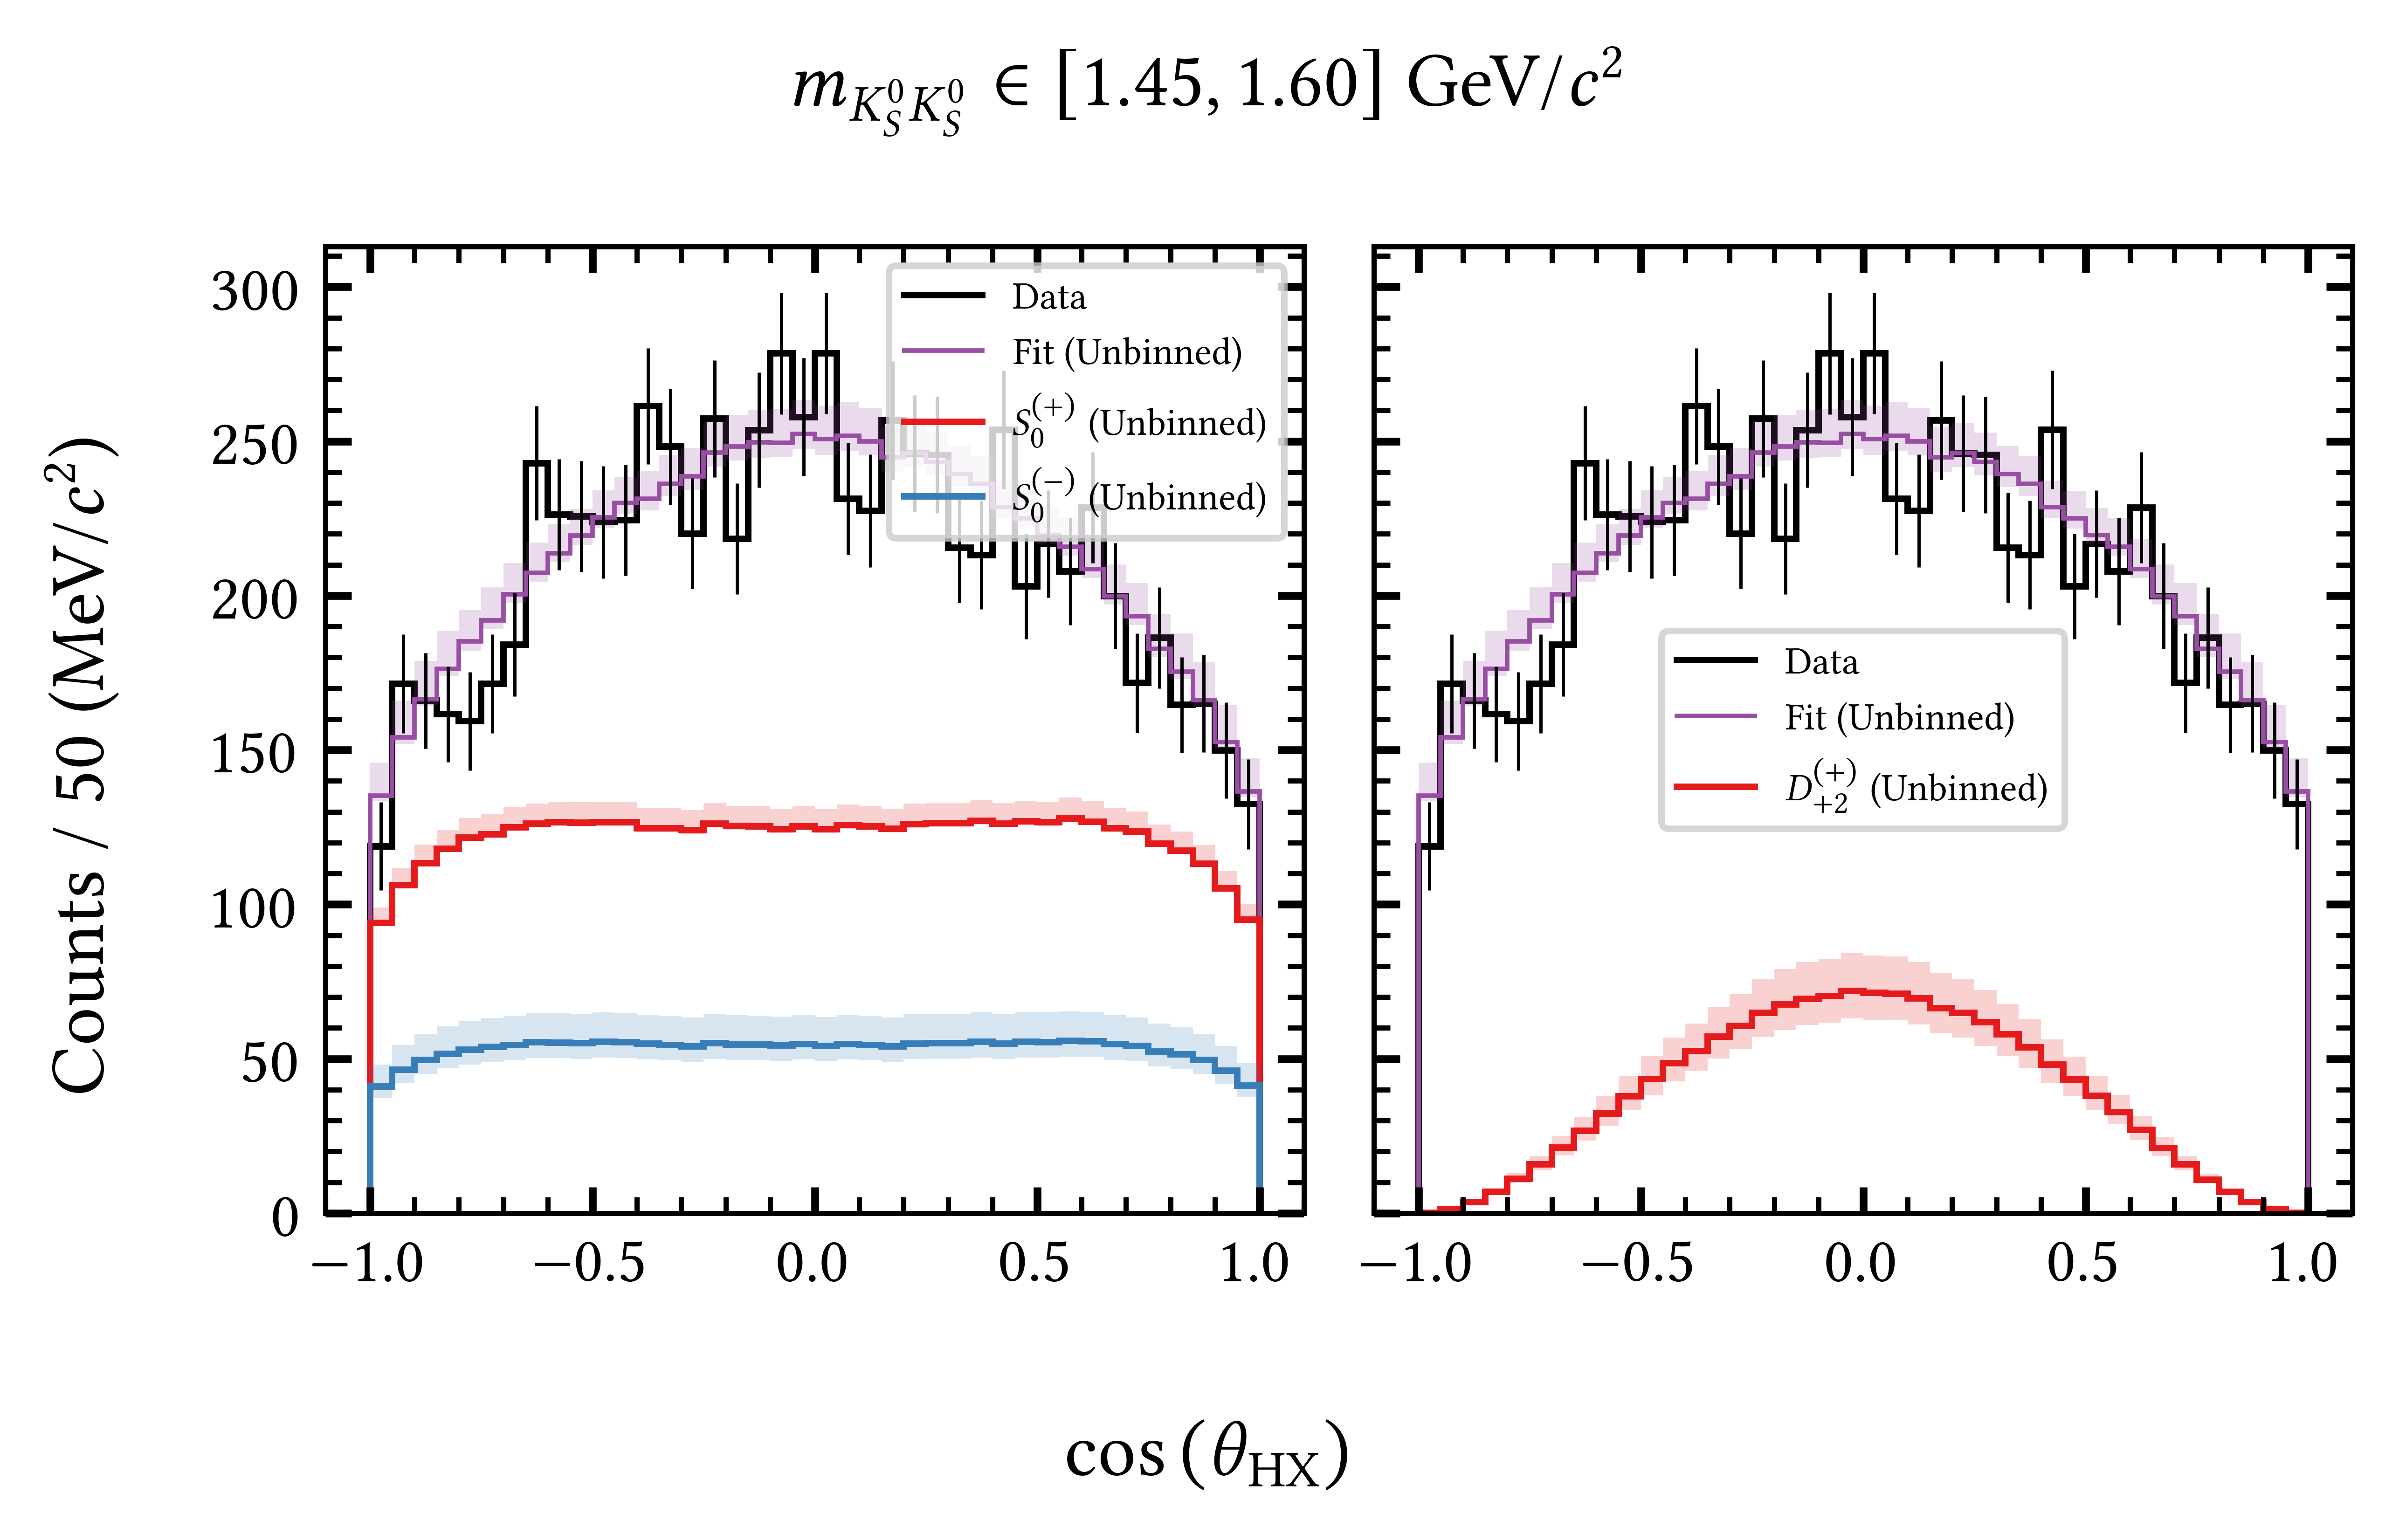 m_{K_S^0 K_S^0} ∈ [1.45, 1.60] GeV/c²
Counts / 50 (MeV/c²)
300
250
200
150
100
50
0
Data
Fit (Unbinned)
S_0^{(+)} (Unbinned)
S_0^{(−)} (Unbinned)
−1.0 −0.5 0.0 0.5 1.0
Data
Fit (Unbinned)
D_{+2}^{(+)} (Unbinned)
−1.0 −0.5 0.0 0.5 1.0
cos (θ_{HX})